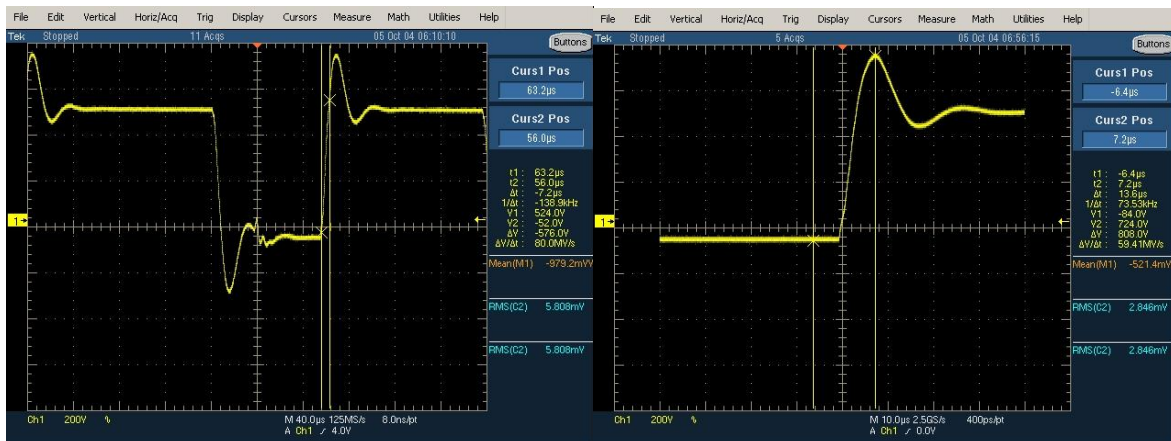 File Edit Vertical Horiz/Acq Trig Display Cursors Measure Math Utilities Help
Tek Stopped 11 Acqs 05 Oct 04 06:10:10
Buttons
Curs1 Pos
63.2µs
Curs2 Pos
56.0µs
t1 : 63.2µs
t2 : 56.0µs
Δt : -7.2µs
1/Δt : -138.9kHz
V1 : 524.0V
V2 : -52.0V
ΔV : -576.0V
ΔV/Δt : 80.0MV/s
Mean(M1) -979.2mVV
RMS(C2) 5.808mV
RMS(C2) 5.808mV
1
Ch1 200V
M 40.0µs 125MS/s 8.0ns/pt
A Ch1 ∕ 4.0V
File Edit Vertical Horiz/Acq Trig Display Cursors Measure Math Utilities Help
Tek Stopped 5 Acqs 05 Oct 04 06:56:15
Buttons
Curs1 Pos
-6.4µs
Curs2 Pos
7.2µs
t1 : -6.4µs
t2 : 7.2µs
Δt : 13.6µs
1/Δt : 73.53kHz
V1 : -84.0V
V2 : 724.0V
ΔV : 808.0V
ΔV/Δt : 59.41MV/s
Mean(M1) -521.4mV
RMS(C2) 2.846mV
RMS(C2) 2.846mV
1
Ch1 200V
M 10.0µs 2.5GS/s 400ps/pt
A Ch1 ∕ 0.0V